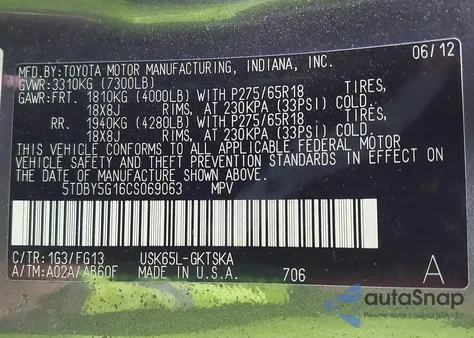 MFD.BY:TOYOTA MOTOR MANUFACTURING, INDIANA, INC. 06/12
GVWR:3310KG (7300LB)
GAWR:FRT. 1810KG (4000LB) WITH P275/65R18 TIRES,
18X8J RIMS, AT 230KPA (33PSI) COLD.
RR. 1940KG (4280LB) WITH P275/65R18 TIRES,
18X8J RIMS, AT 230KPA (33PSI) COLD.
THIS VEHICLE CONFORMS TO ALL APPLICABLE FEDERAL MOTOR
VEHICLE SAFETY AND THEFT PREVENTION STANDARDS IN EFFECT ON
THE DATE OF MANUFACTURE SHOWN ABOVE.
5TDBY5G16CS069063 MPV
C/TR:1G3/FG13 USK65L-GKTSKA
A/TM:A02A/AB60F MADE IN U.S.A. 706 A
autoSnap
Pewne auto z USA i EU